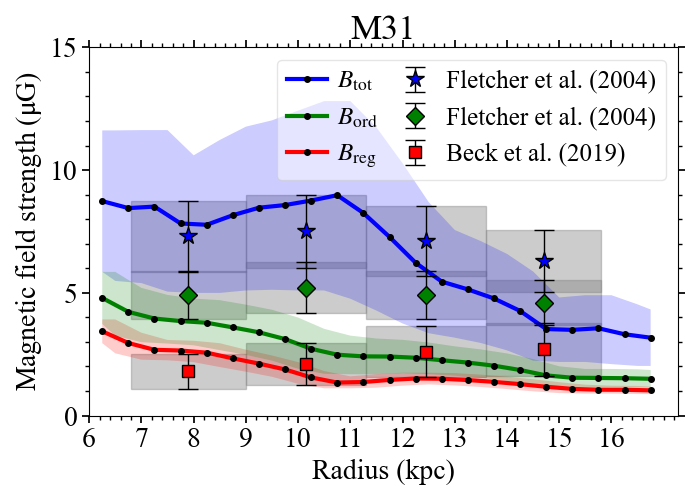 M31
Magnetic field strength (μG)
15
10
5
0
B_tot
B_ord
B_reg
Fletcher et al. (2004)
Fletcher et al. (2004)
Beck et al. (2019)
6 7 8 9 10 11 12 13 14 15 16
Radius (kpc)